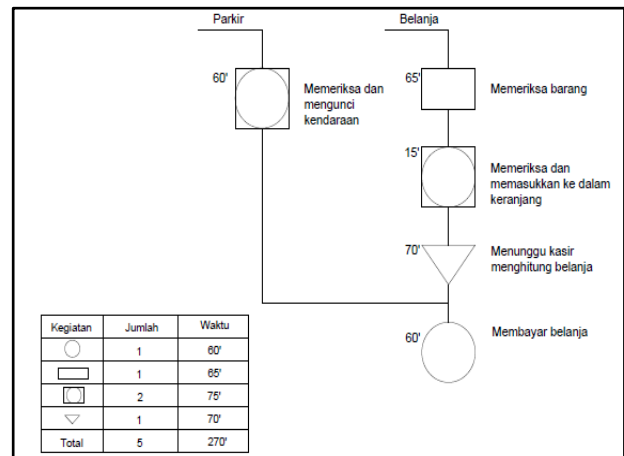 Parkir
Belanja
60'
Memeriksa dan
mengunci
kendaraan
65'
Memeriksa barang
15'
Memeriksa dan
memasukkan ke dalam
keranjang
70'
Menunggu kasir
menghitung belanja
60'
Membayar belanja
Kegiatan Jumlah Waktu
1 60'
1 65'
2 75'
1 70'
Total 5 270'